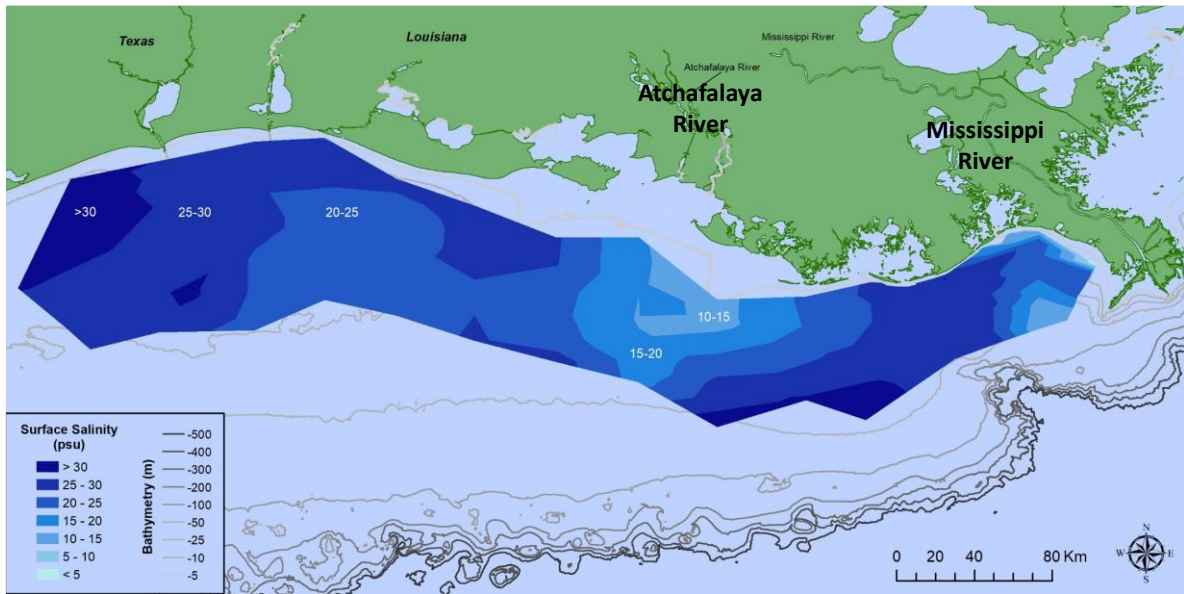 Texas
Louisiana
Mississippi River
Atchafalaya River
Atchafalaya
River
Mississippi
River
>30
25-30
20-25
10-15
15-20
Surface Salinity
(psu)
> 30
25 - 30
20 - 25
15 - 20
10 - 15
5 - 10
< 5
Bathymetry (m)
-500
-400
-300
-200
-100
-50
-25
-10
-5
0 20 40 80 Km
N
W E
S